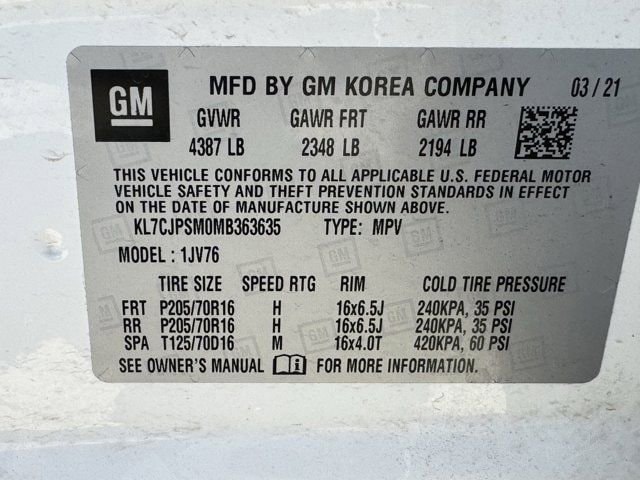 GM MFD BY GM KOREA COMPANY 03/21
GVWR GAWR FRT GAWR RR
4387 LB 2348 LB 2194 LB
THIS VEHICLE CONFORMS TO ALL APPLICABLE U.S. FEDERAL MOTOR
VEHICLE SAFETY AND THEFT PREVENTION STANDARDS IN EFFECT
ON THE DATE OF MANUFACTURE SHOWN ABOVE.
KL7CJPSM0MB363635 TYPE: MPV
MODEL : 1JV76
TIRE SIZE SPEED RTG RIM COLD TIRE PRESSURE
FRT P205/70R16 H 16x6.5J 240KPA, 35 PSI
RR P205/70R16 H 16x6.5J 240KPA, 35 PSI
SPA T125/70D16 M 16x4.0T 420KPA, 60 PSI
SEE OWNER'S MANUAL FOR MORE INFORMATION.